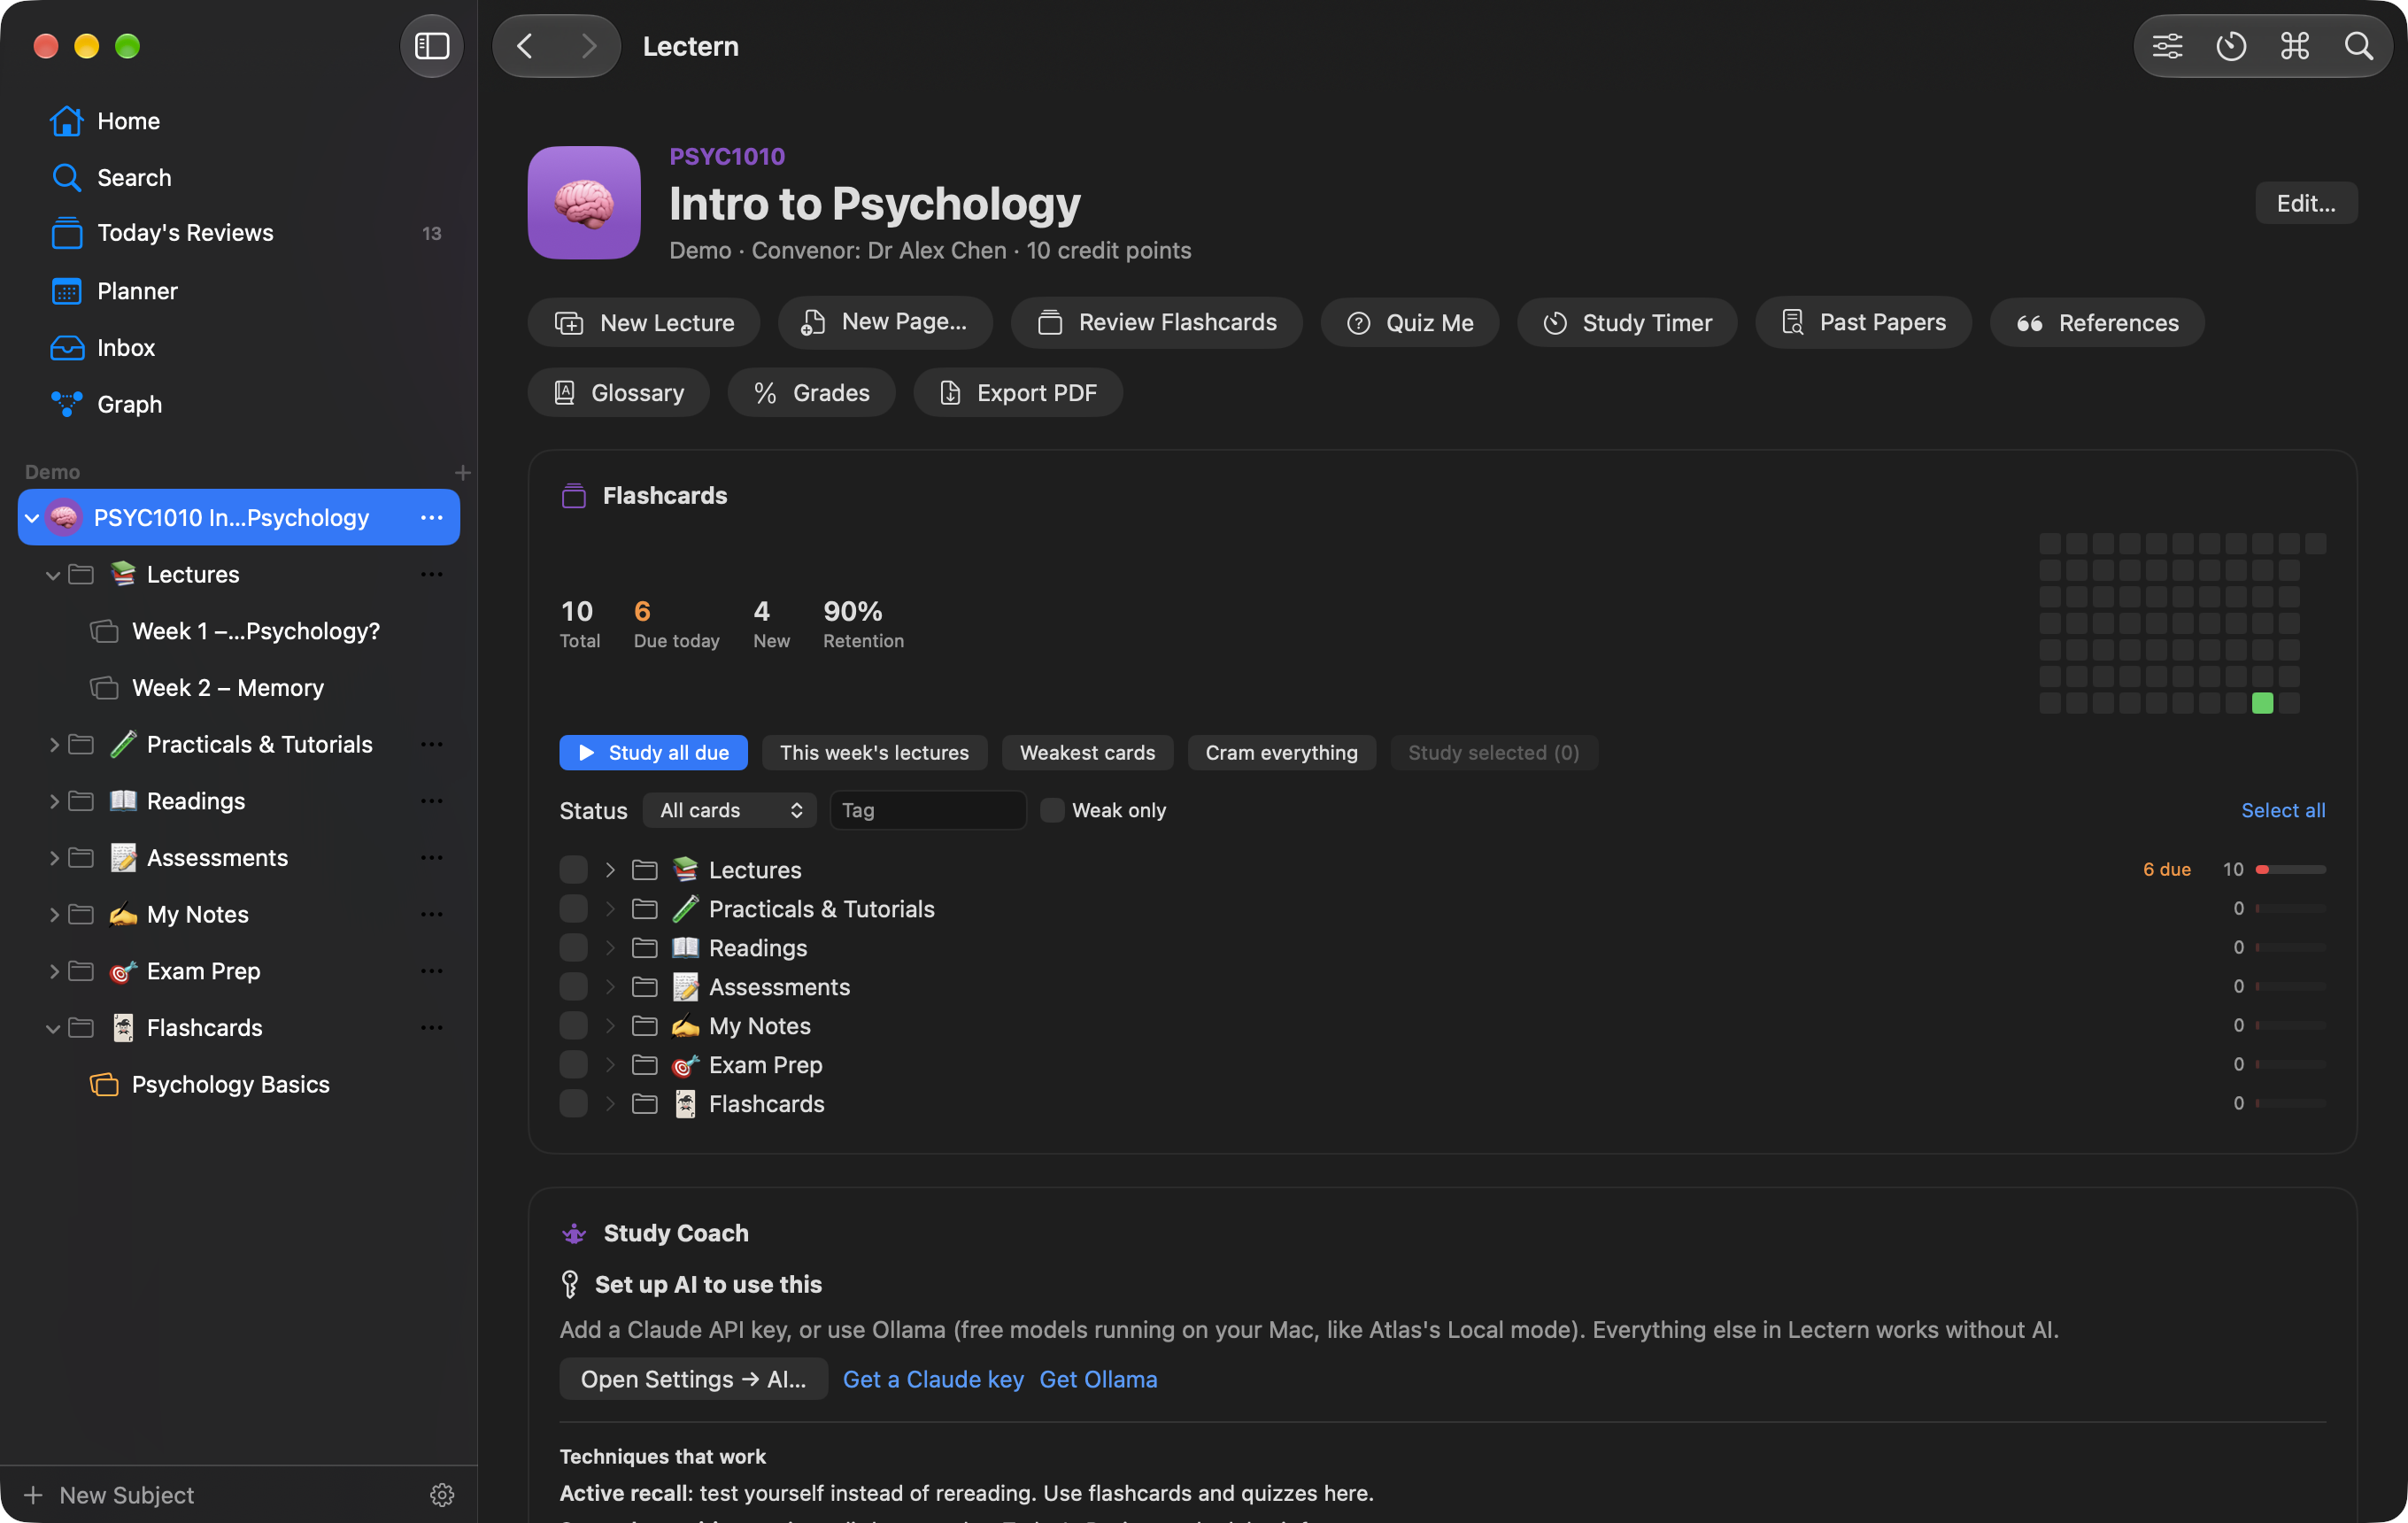 Lectern
Home
Search
Today's Reviews 13
Planner
Inbox
Graph
Demo
PSYC1010 In...Psychology
Lectures
Week 1 –...Psychology?
Week 2 – Memory
Practicals & Tutorials
Readings
Assessments
My Notes
Exam Prep
Flashcards
Psychology Basics
New Subject
PSYC1010
Intro to Psychology
Demo · Convenor: Dr Alex Chen · 10 credit points
Edit...
New Lecture New Page... Review Flashcards Quiz Me Study Timer Past Papers References
Glossary Grades Export PDF
Flashcards
10 6 4 90%
Total Due today New Retention
Study all due This week's lectures Weakest cards Cram everything Study selected (0)
Status All cards Tag Weak only Select all
Lectures 6 due 10
Practicals & Tutorials 0
Readings 0
Assessments 0
My Notes 0
Exam Prep 0
Flashcards 0
Study Coach
Set up AI to use this
Add a Claude API key, or use Ollama (free models running on your Mac, like Atlas's Local mode). Everything else in Lectern works without AI.
Open Settings → AI... Get a Claude key Get Ollama
Techniques that work
Active recall: test yourself instead of rereading. Use flashcards and quizzes here.